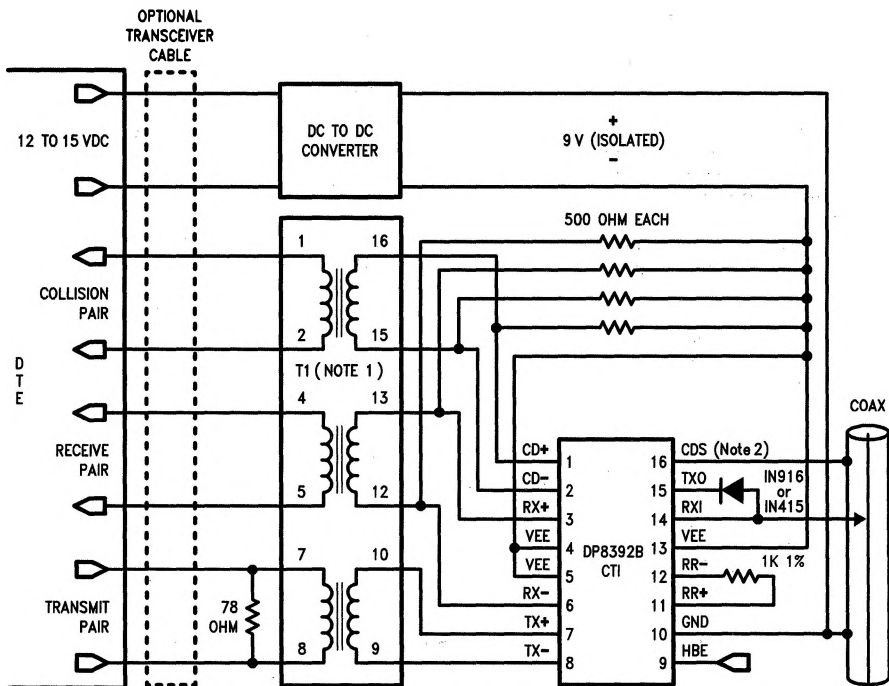 OPTIONAL
TRANSCEIVER
CABLE
12 TO 15 VDC
DC TO DC
CONVERTER
+
9 V (ISOLATED)
−
500 OHM EACH
1
16
COLLISION
PAIR
2
15
T1 (NOTE 1)
D
T
E
4
13
COAX
RECEIVE
PAIR
5
12
CD+
1
16
CDS (Note 2)
CD-
2
15
TXO
IN916
or
IN415
RX+
3
14
RXI
VEE
4
DP8392B
CTI
13
VEE
VEE
5
12
RR-
1K 1%
RX-
6
11
RR+
7
10
TX+
7
10
GND
TRANSMIT
PAIR
78
OHM
8
9
TX-
8
9
HBE